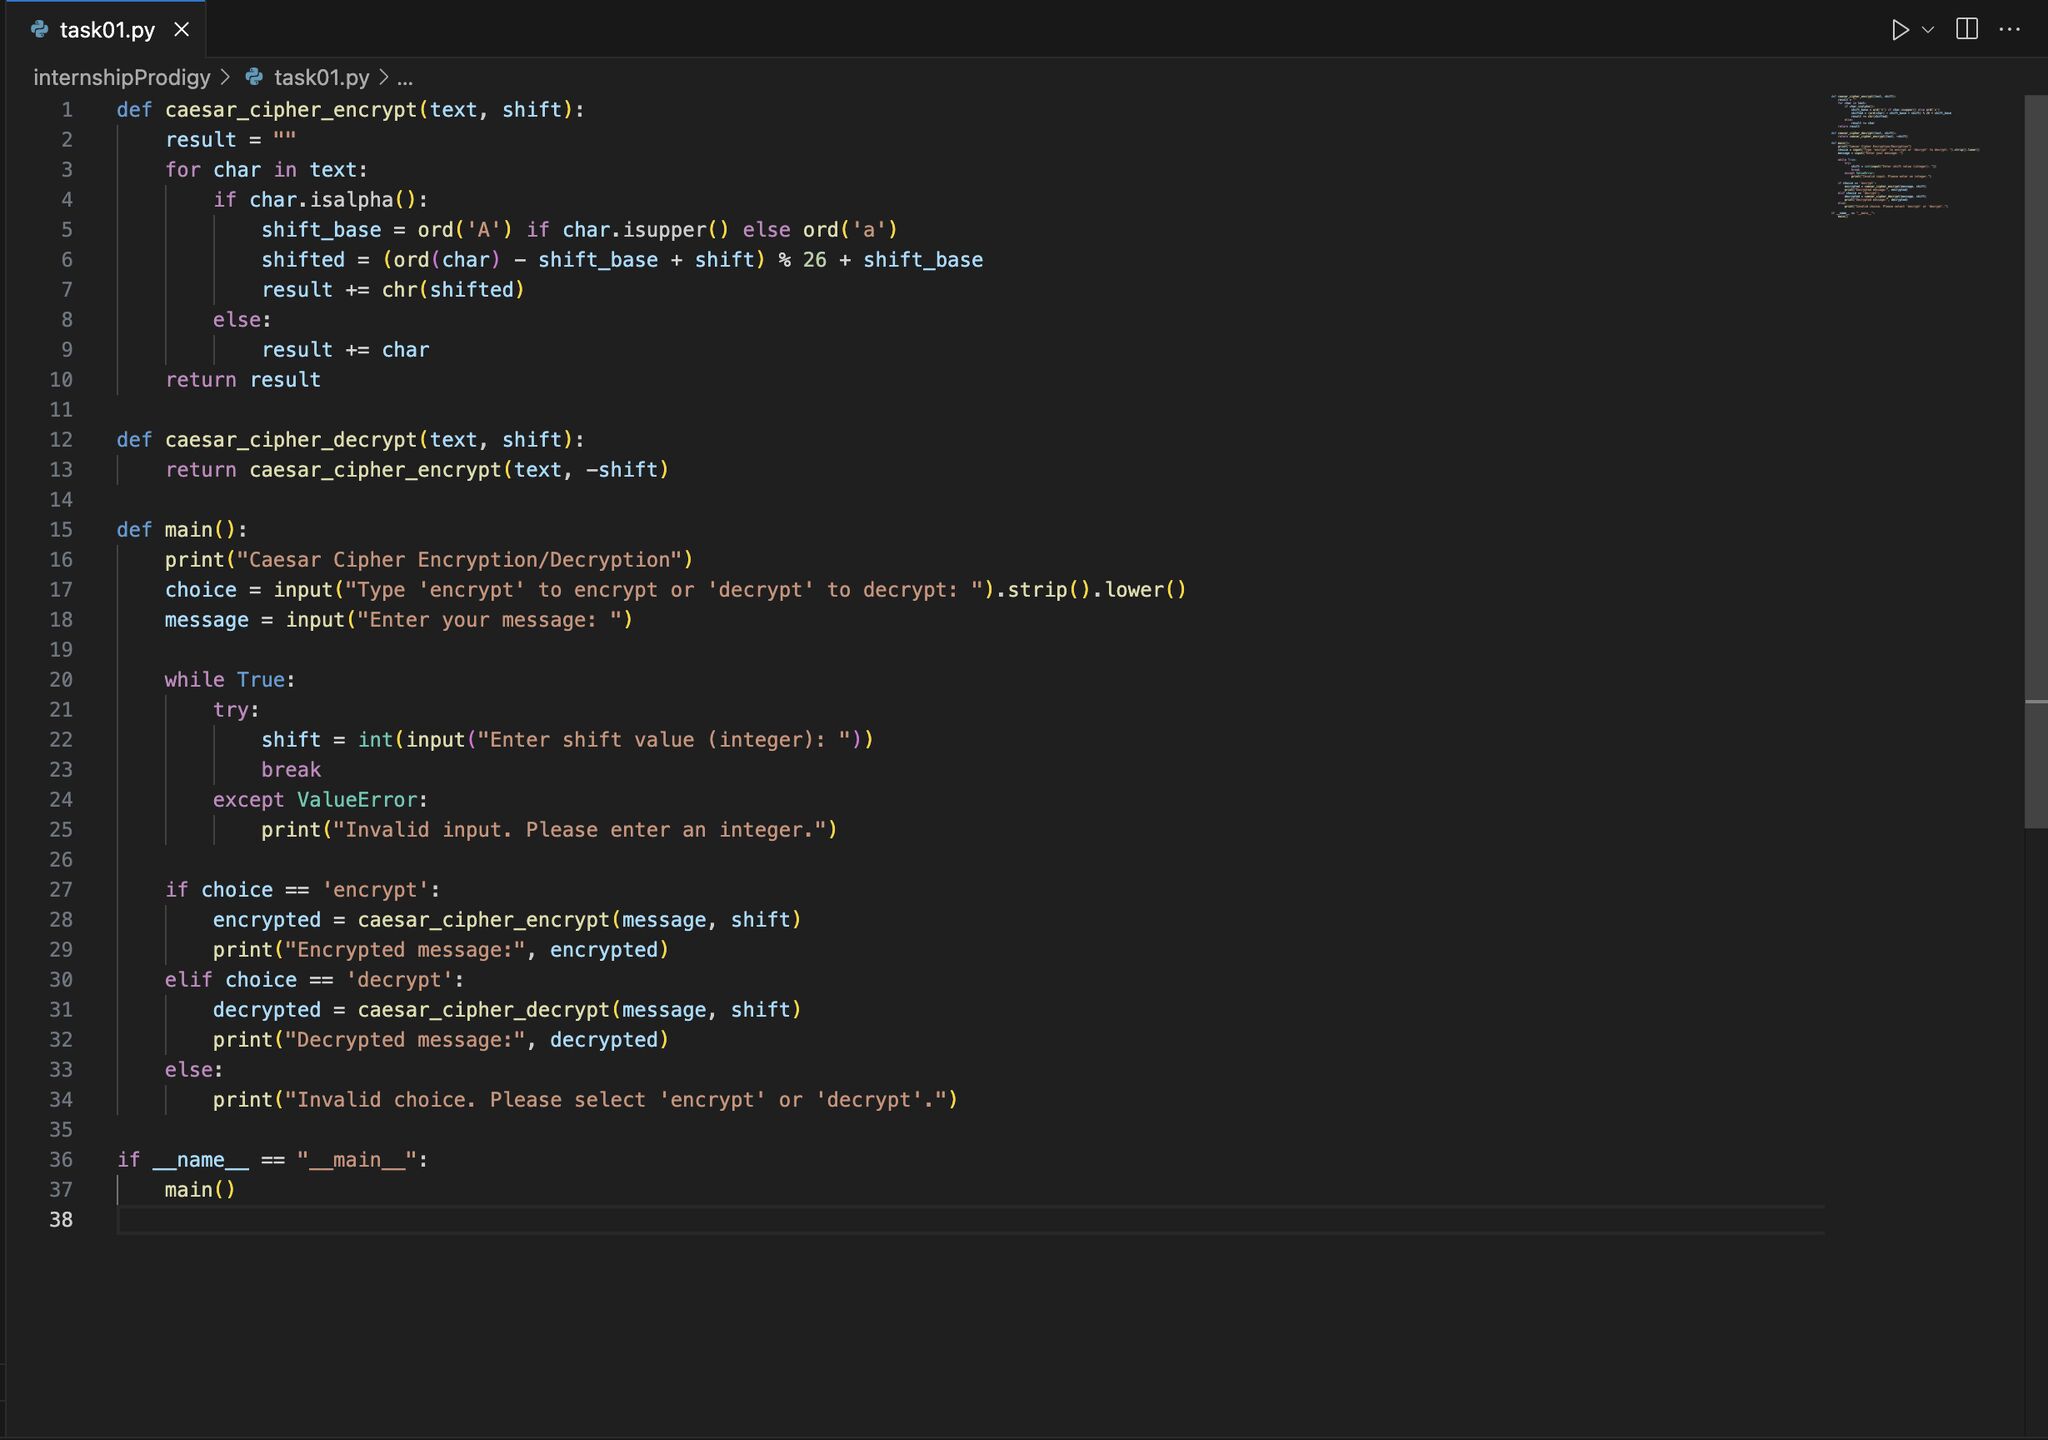 task01.py
internshipProdigy > task01.py > ...
1 def caesar_cipher_encrypt(text, shift):
2     result = ""
3     for char in text:
4         if char.isalpha():
5             shift_base = ord('A') if char.isupper() else ord('a')
6             shifted = (ord(char) - shift_base + shift) % 26 + shift_base
7             result += chr(shifted)
8         else:
9             result += char
10     return result
11
12 def caesar_cipher_decrypt(text, shift):
13     return caesar_cipher_encrypt(text, -shift)
14
15 def main():
16     print("Caesar Cipher Encryption/Decryption")
17     choice = input("Type 'encrypt' to encrypt or 'decrypt' to decrypt: ").strip().lower()
18     message = input("Enter your message: ")
19
20     while True:
21         try:
22             shift = int(input("Enter shift value (integer): "))
23             break
24         except ValueError:
25             print("Invalid input. Please enter an integer.")
26
27     if choice == 'encrypt':
28         encrypted = caesar_cipher_encrypt(message, shift)
29         print("Encrypted message:", encrypted)
30     elif choice == 'decrypt':
31         decrypted = caesar_cipher_decrypt(message, shift)
32         print("Decrypted message:", decrypted)
33     else:
34         print("Invalid choice. Please select 'encrypt' or 'decrypt'.")
35
36 if __name__ == "__main__":
37     main()
38